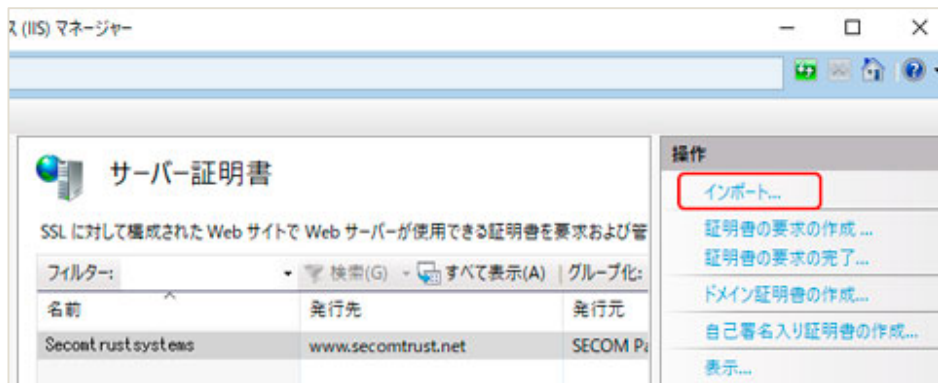 ス (IIS) マネージャー
サーバー証明書
SSL に対して構成された Web サイトで Web サーバーが使用できる証明書を要求および管
フィルター: 検索(G) すべて表示(A) グループ化:
名前 発行先 発行元
Secomtrustsystems www.secomtrust.net SECOM Pa
操作
インポート...
証明書の要求の作成 ...
証明書の要求の完了...
ドメイン証明書の作成...
自己署名入り証明書の作成...
表示...